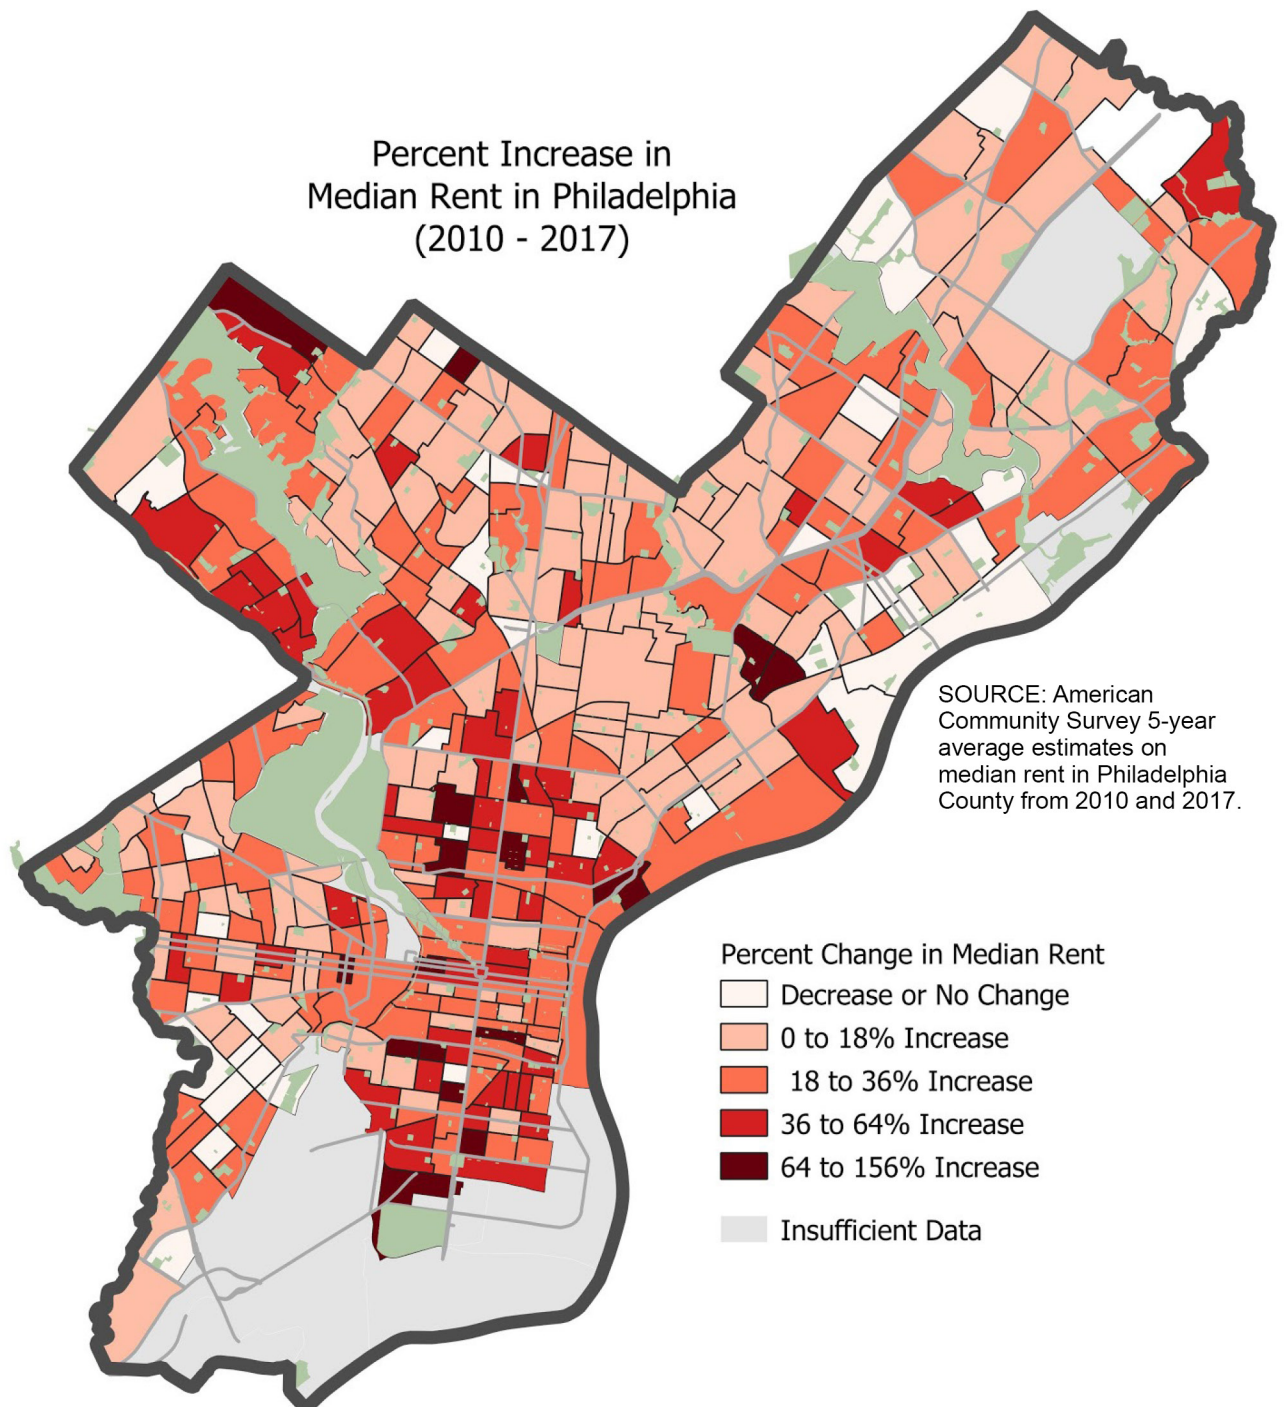 Percent Increase in
Median Rent in Philadelphia
(2010 - 2017)
SOURCE: American
Community Survey 5-year
average estimates on
median rent in Philadelphia
County from 2010 and 2017.
Percent Change in Median Rent
Decrease or No Change
0 to 18% Increase
18 to 36% Increase
36 to 64% Increase
64 to 156% Increase
Insufficient Data